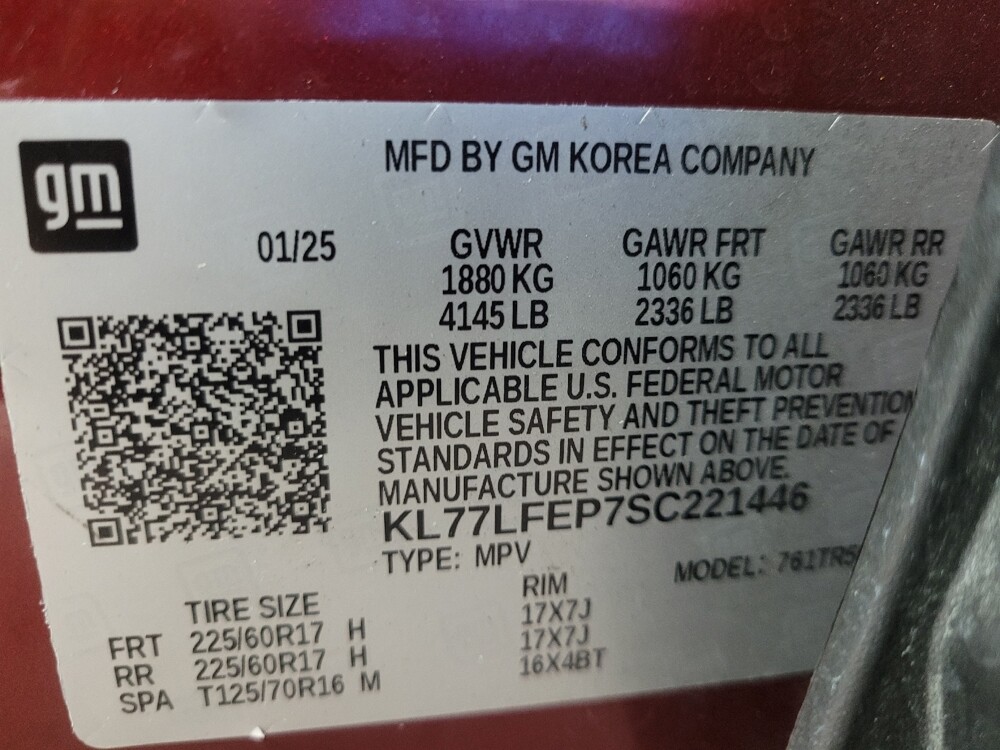 gm
MFD BY GM KOREA COMPANY
01/25 GVWR GAWR FRT GAWR RR
1880 KG 1060 KG 1060 KG
4145 LB 2336 LB 2336 LB
THIS VEHICLE CONFORMS TO ALL
APPLICABLE U.S. FEDERAL MOTOR
VEHICLE SAFETY AND THEFT PREVENTION
STANDARDS IN EFFECT ON THE DATE OF
MANUFACTURE SHOWN ABOVE.
KL77LFEP7SC221446
TYPE: MPV MODEL: 761TR5
TIRE SIZE RIM
FRT 225/60R17 H 17X7J
RR 225/60R17 H 17X7J
SPA T125/70R16 M 16X4BT